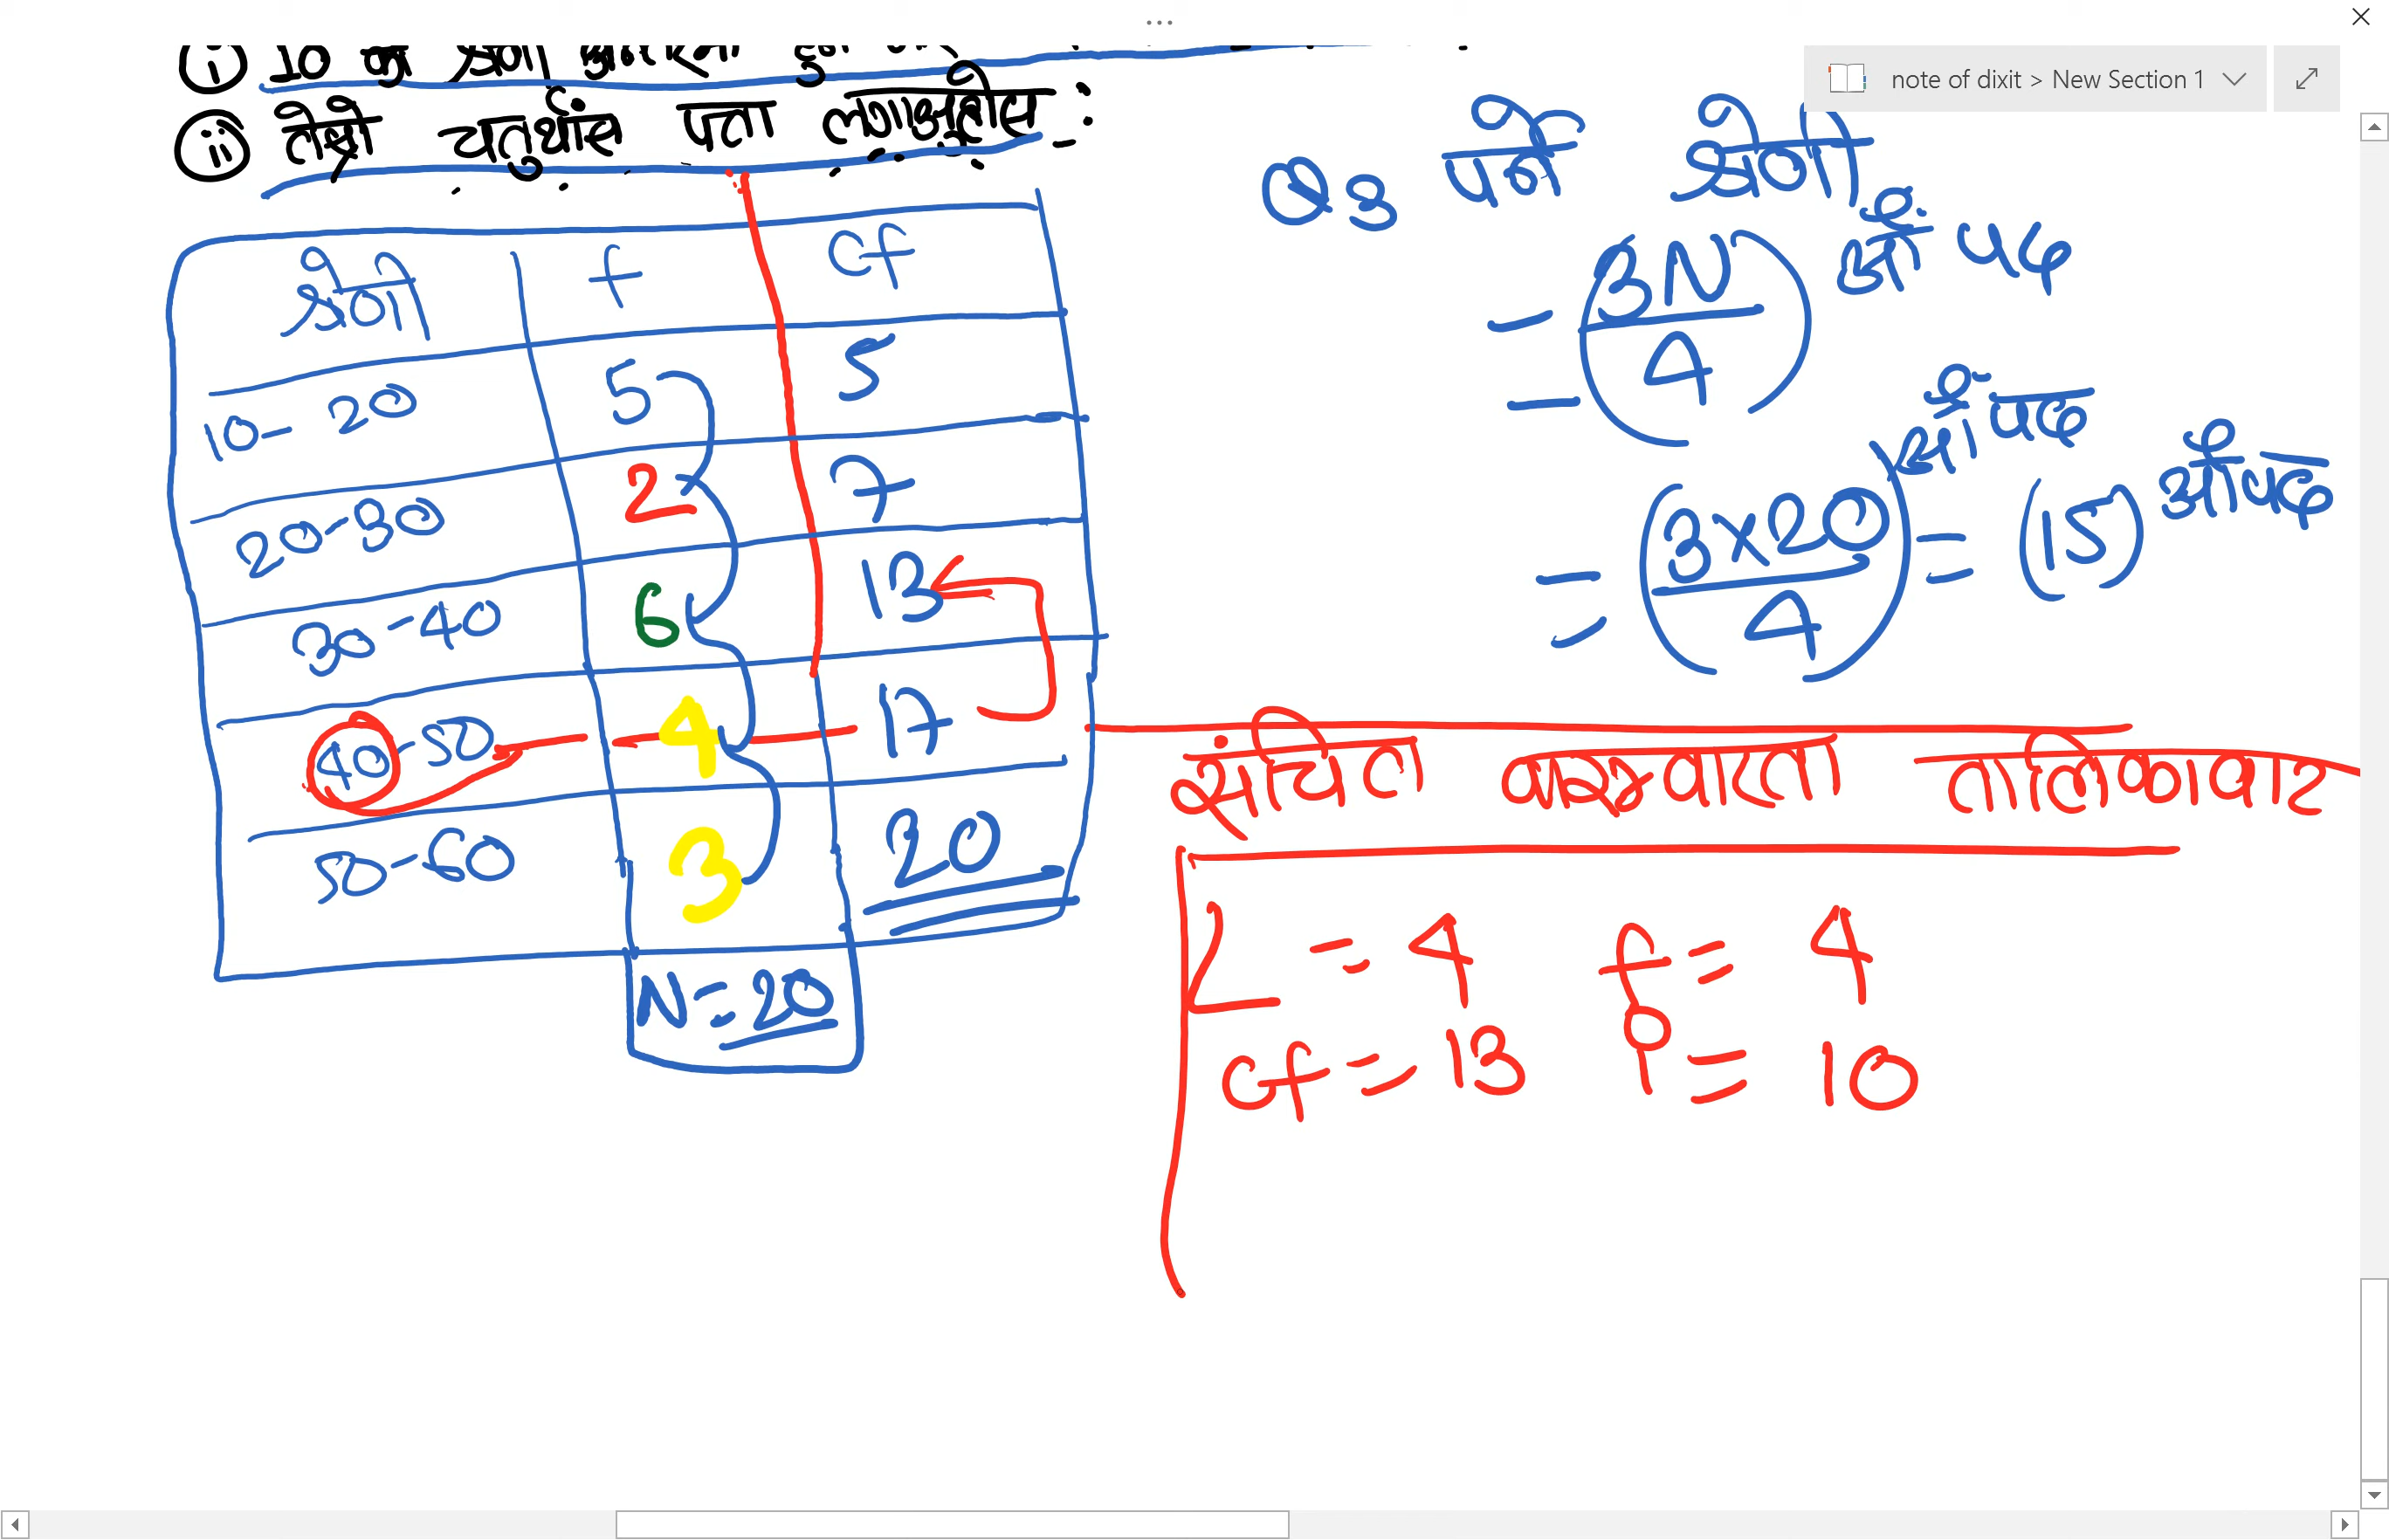 note of dixit > New Section 1
ii तेश्रो चतुर्थांश पत्ता लगाउनुहोस् :
श्रेणी f cf
10 - 20 5 5
20 - 30 2 7
30 - 40 6 13
40 - 50 4 17
50 - 60 3 20
N = 20
Q3 पर्ने श्रेणी
= (3N/4) औं पद
= (3×20/4) औं पद = (15) औं पद
संचित बारम्बारता तालिकाबाट
L = 4 f = 4
cf = 13 i = 10